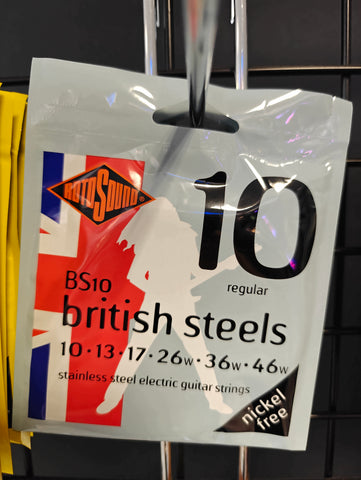 ROTOSOUND
10
regular
BS10
british steels
10 • 13 • 17 • 26w • 36w • 46w
stainless steel electric guitar strings
nickel
free